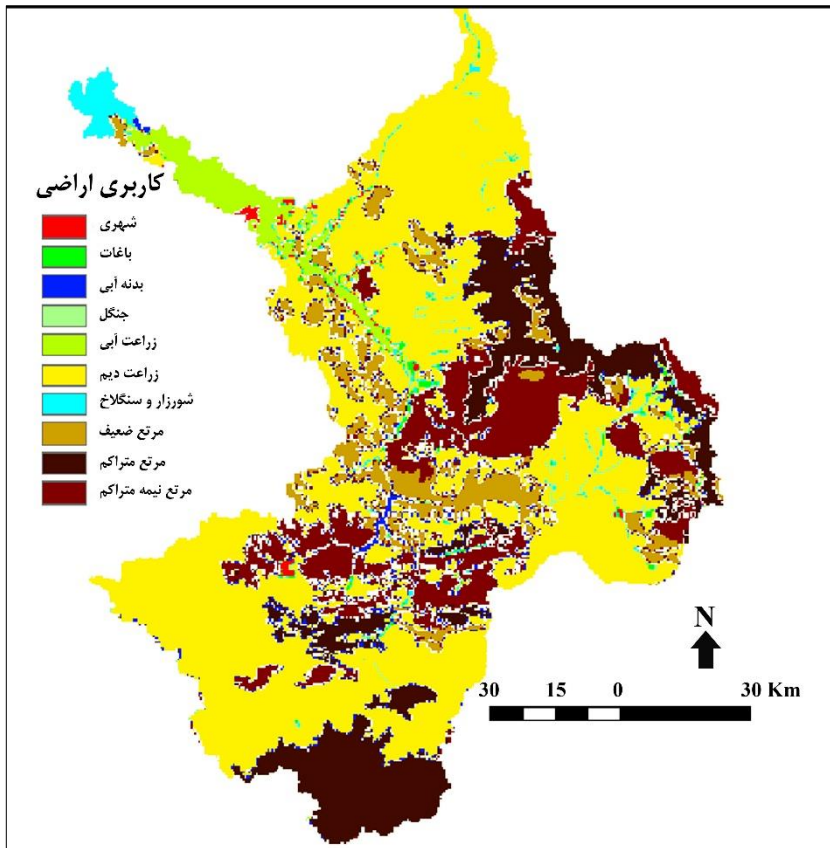 کاربری اراضی
شهری
باغات
بدنه آبی
جنگل
زراعت آبی
زراعت دیم
شورزار و سنگلاخ
مرتع ضعیف
مرتع متراکم
مرتع نیمه متراکم
N
30 15 0 30 Km